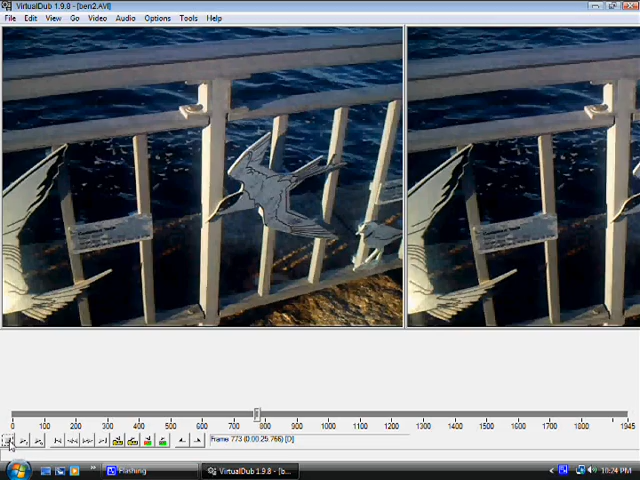 VirtualDub 1.9.8 - [ben2.AVI]
File Edit View Go Video Audio Options Tools Help
0 100 200 300 400 500 600 700 800 900 1000 1100 1200 1300 1400 1500 1600 1700 1800 1945
Frame 773 (0:00:25.766) [D]
Flashing
VirtualDub 1.9.8 - [b...
10:24 PM